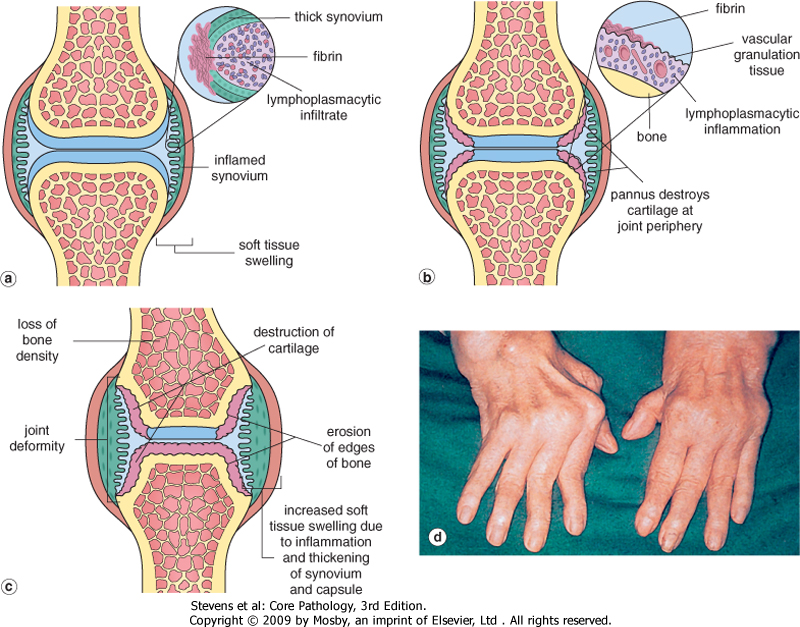 thick synovium
fibrin
lymphoplasmacytic
infiltrate
inflamed
synovium
soft tissue
swelling
a
fibrin
vascular
granulation
tissue
lymphoplasmacytic
inflammation
bone
pannus destroys
cartilage at
joint periphery
b
loss of
bone
density
destruction of
cartilage
joint
deformity
erosion
of edges
of bone
increased soft
tissue swelling due
to inflammation
and thickening
of synovium
and capsule
c
d
Stevens et al: Core Pathology, 3rd Edition.
Copyright © 2009 by Mosby, an imprint of Elsevier, Ltd . All rights reserved.